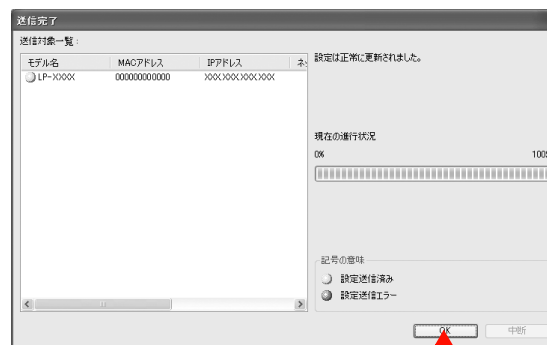 送信完了
送信対象一覧:
モデル名 MACアドレス IPアドレス
LP-XXXX 000000000000 XXX.XXX.XXX.XXX
設定は正常に更新されました。
現在の進行状況
0%
記号の意味
設定送信済み
設定送信エラー
OK 中断